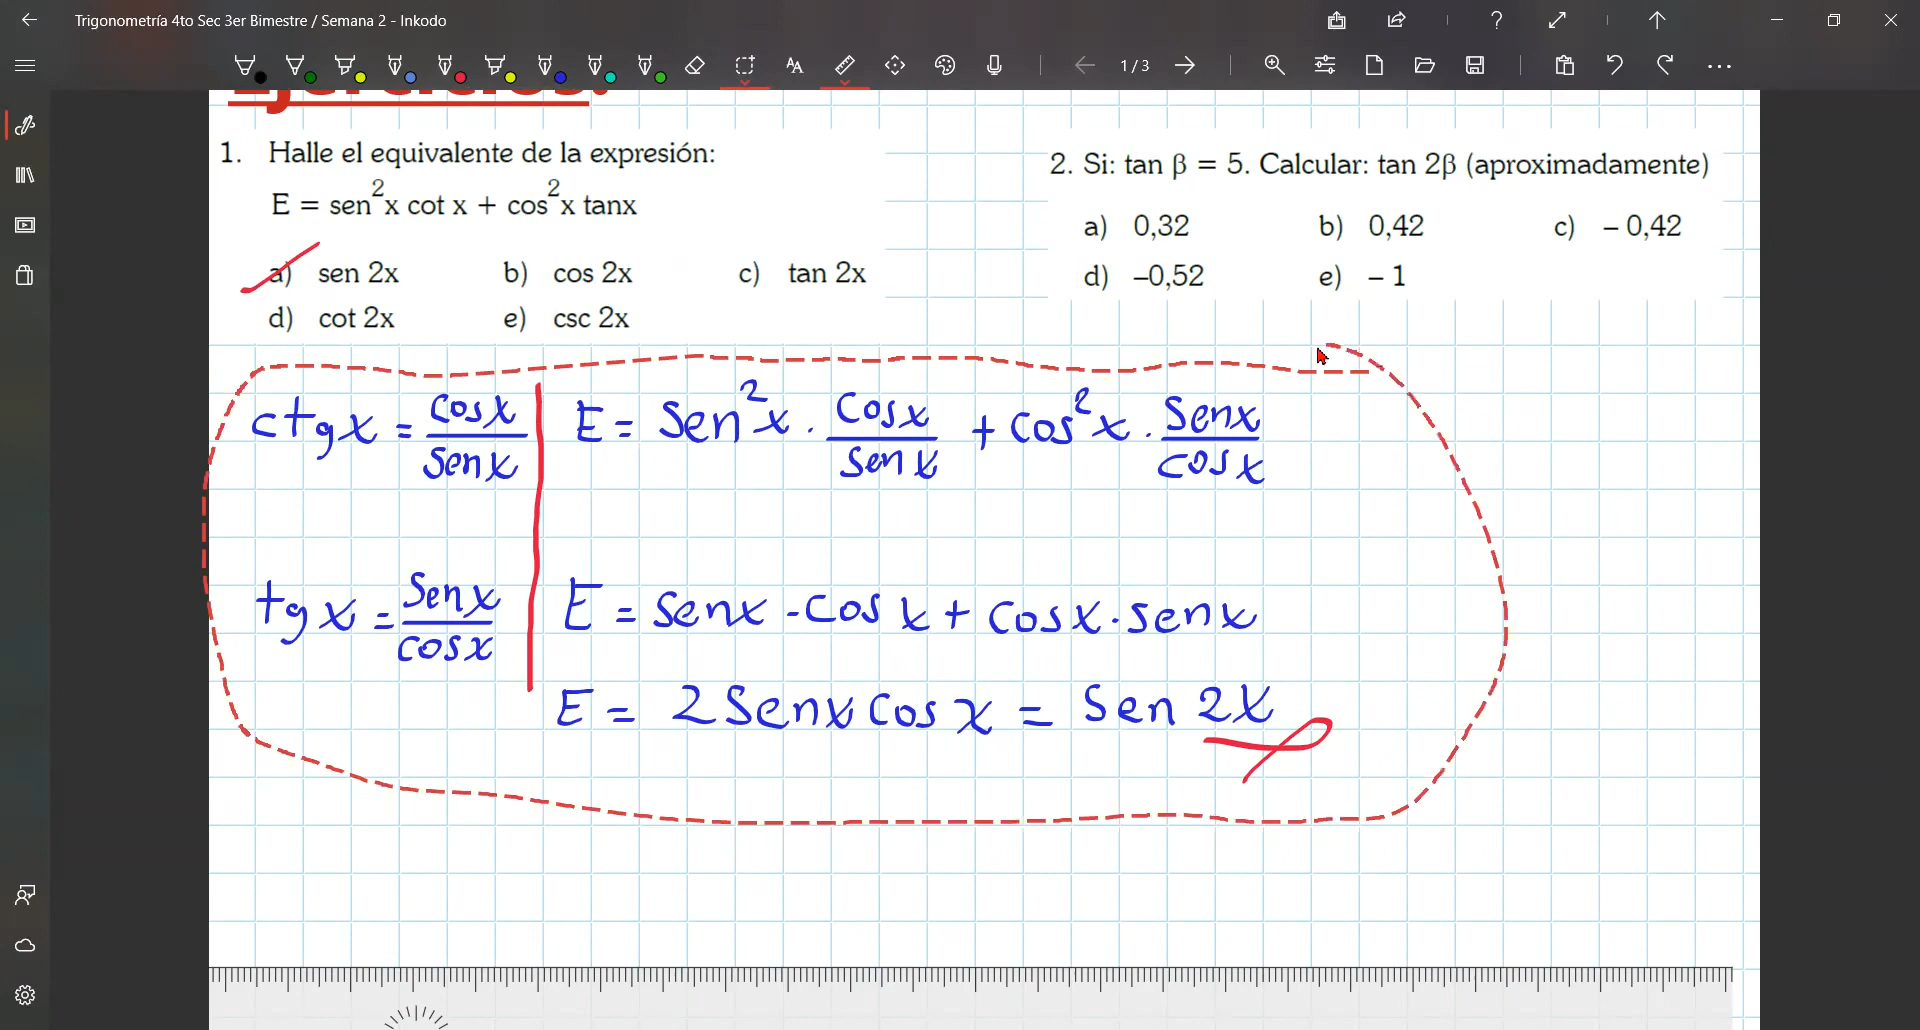 Trigonometría 4to Sec 3er Bimestre / Semana 2 - Inkodo
1 / 3
1. Halle el equivalente de la expresión:
E = sen²x cot x + cos²x tanx
a) sen 2x b) cos 2x c) tan 2x
d) cot 2x e) csc 2x
2. Si: tan β = 5. Calcular: tan 2β (aproximadamente)
a) 0,32 b) 0,42 c) – 0,42
d) –0,52 e) – 1
ctgx = cosx/senx
E = Sen²x . Cosx/senx + cos²x . Senx/cosx
tgx = Senx/cosx
E = senx - cosx + cosx . senx
E = 2 Senx Cosx = Sen 2x